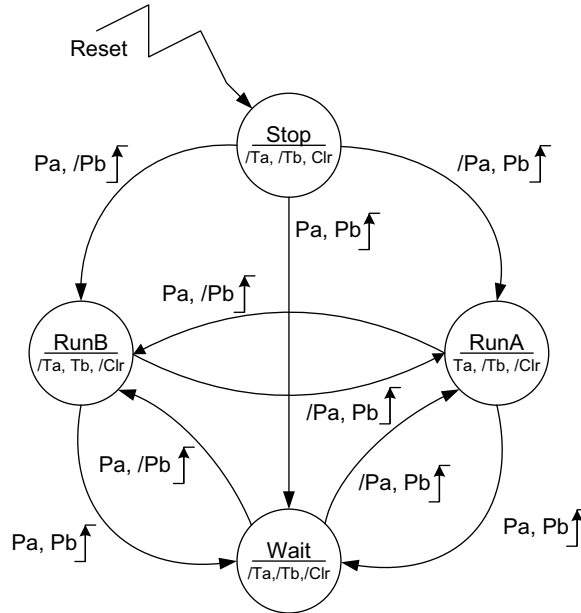 Reset
Stop
/Ta, /Tb, Clr
Pa, /Pb
/Pa, Pb
Pa, Pb
Pa, /Pb
RunB
/Ta, Tb, /Clr
RunA
Ta, /Tb, /Clr
/Pa, Pb
Pa, /Pb
/Pa, Pb
Pa, Pb
Pa, Pb
Wait
/Ta,/Tb,/Clr